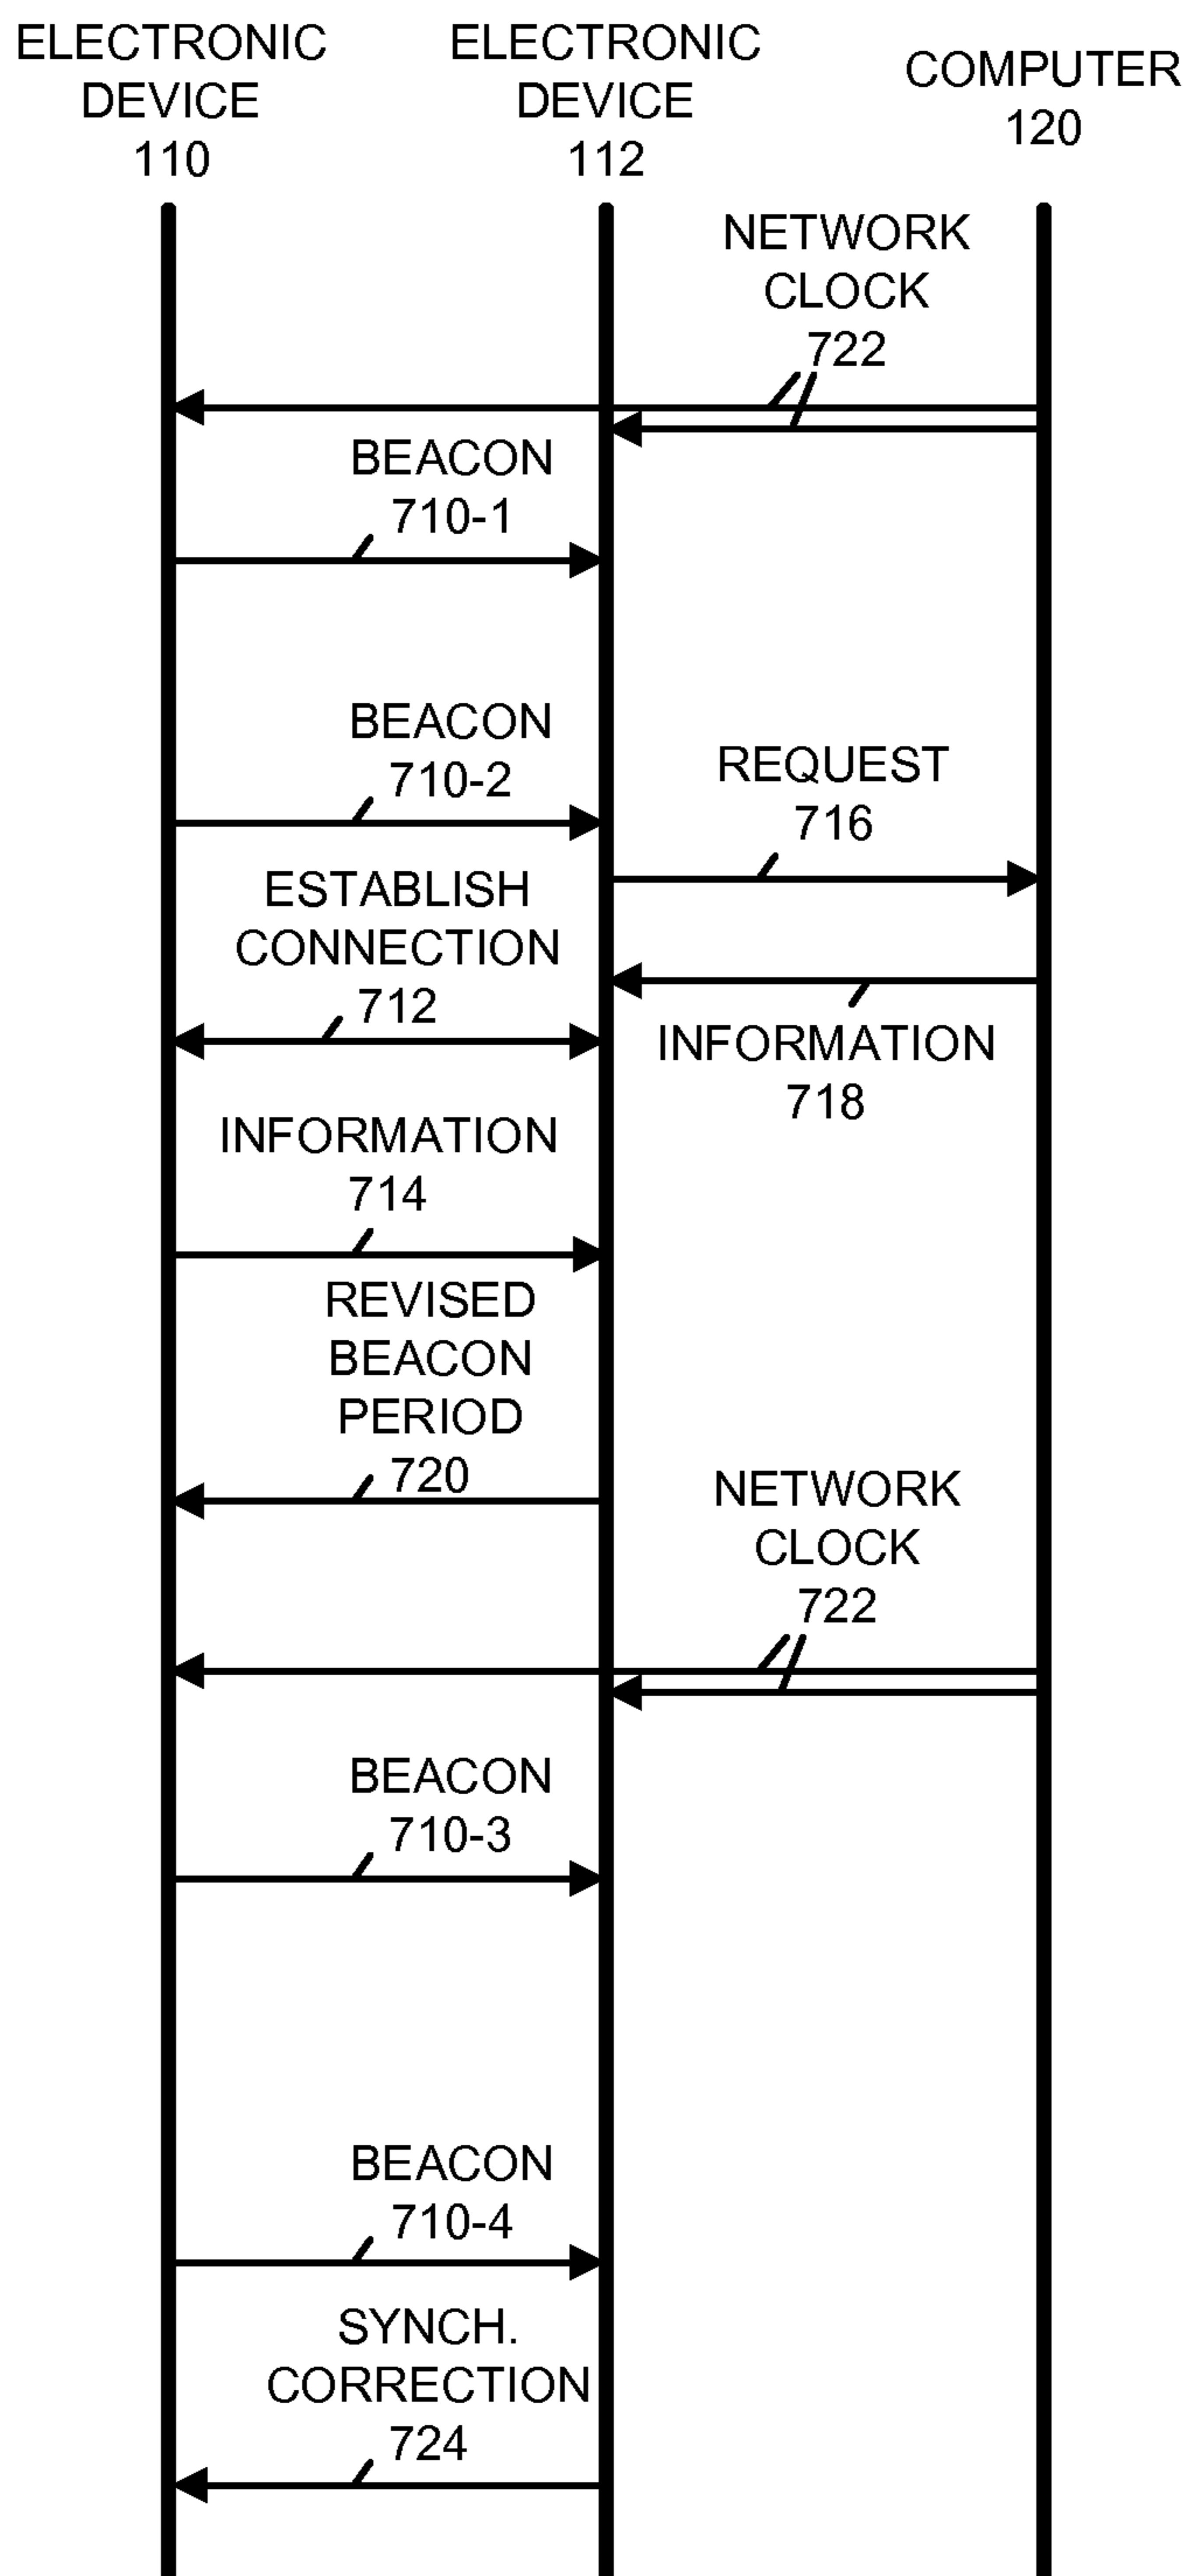 ELECTRONIC
DEVICE
110
ELECTRONIC
DEVICE
112
COMPUTER
120
NETWORK
CLOCK
722
BEACON
710-1
BEACON
710-2
REQUEST
716
ESTABLISH
CONNECTION
712
INFORMATION
718
INFORMATION
714
REVISED
BEACON
PERIOD
720
NETWORK
CLOCK
722
BEACON
710-3
BEACON
710-4
SYNCH.
CORRECTION
724